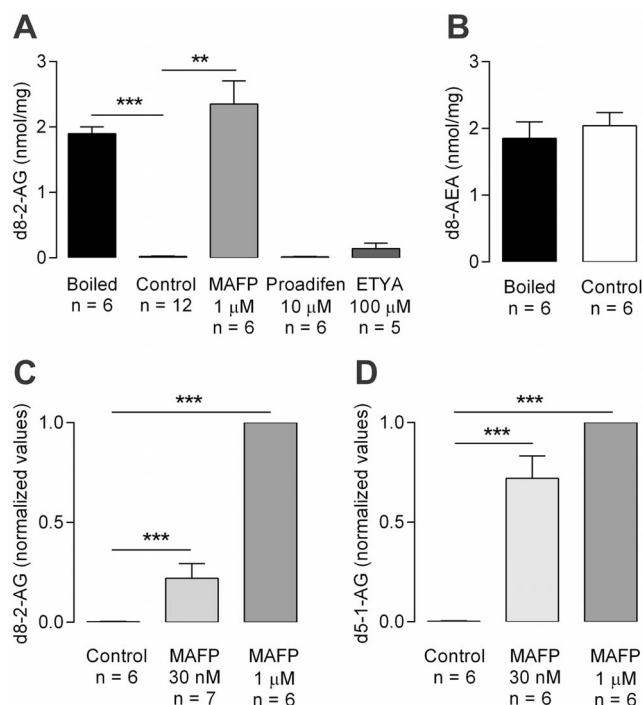 A
d8-2-AG (nmol/mg)
3
2
1
0
***
**
Boiled Control MAFP Proadifen ETYA
1 μM 10 μM 100 μM
n = 6 n = 12 n = 6 n = 6 n = 5
B
d8-AEA (nmol/mg)
3
2
1
0
Boiled Control
n = 6 n = 6
C
d8-2-AG (normalized values)
1.0
0.5
0.0
***
***
Control MAFP MAFP
n = 6 30 nM 1 μM
n = 7 n = 6
D
d5-1-AG (normalized values)
1.0
0.5
0.0
***
***
Control MAFP MAFP
n = 6 30 nM 1 μM
n = 6 n = 6